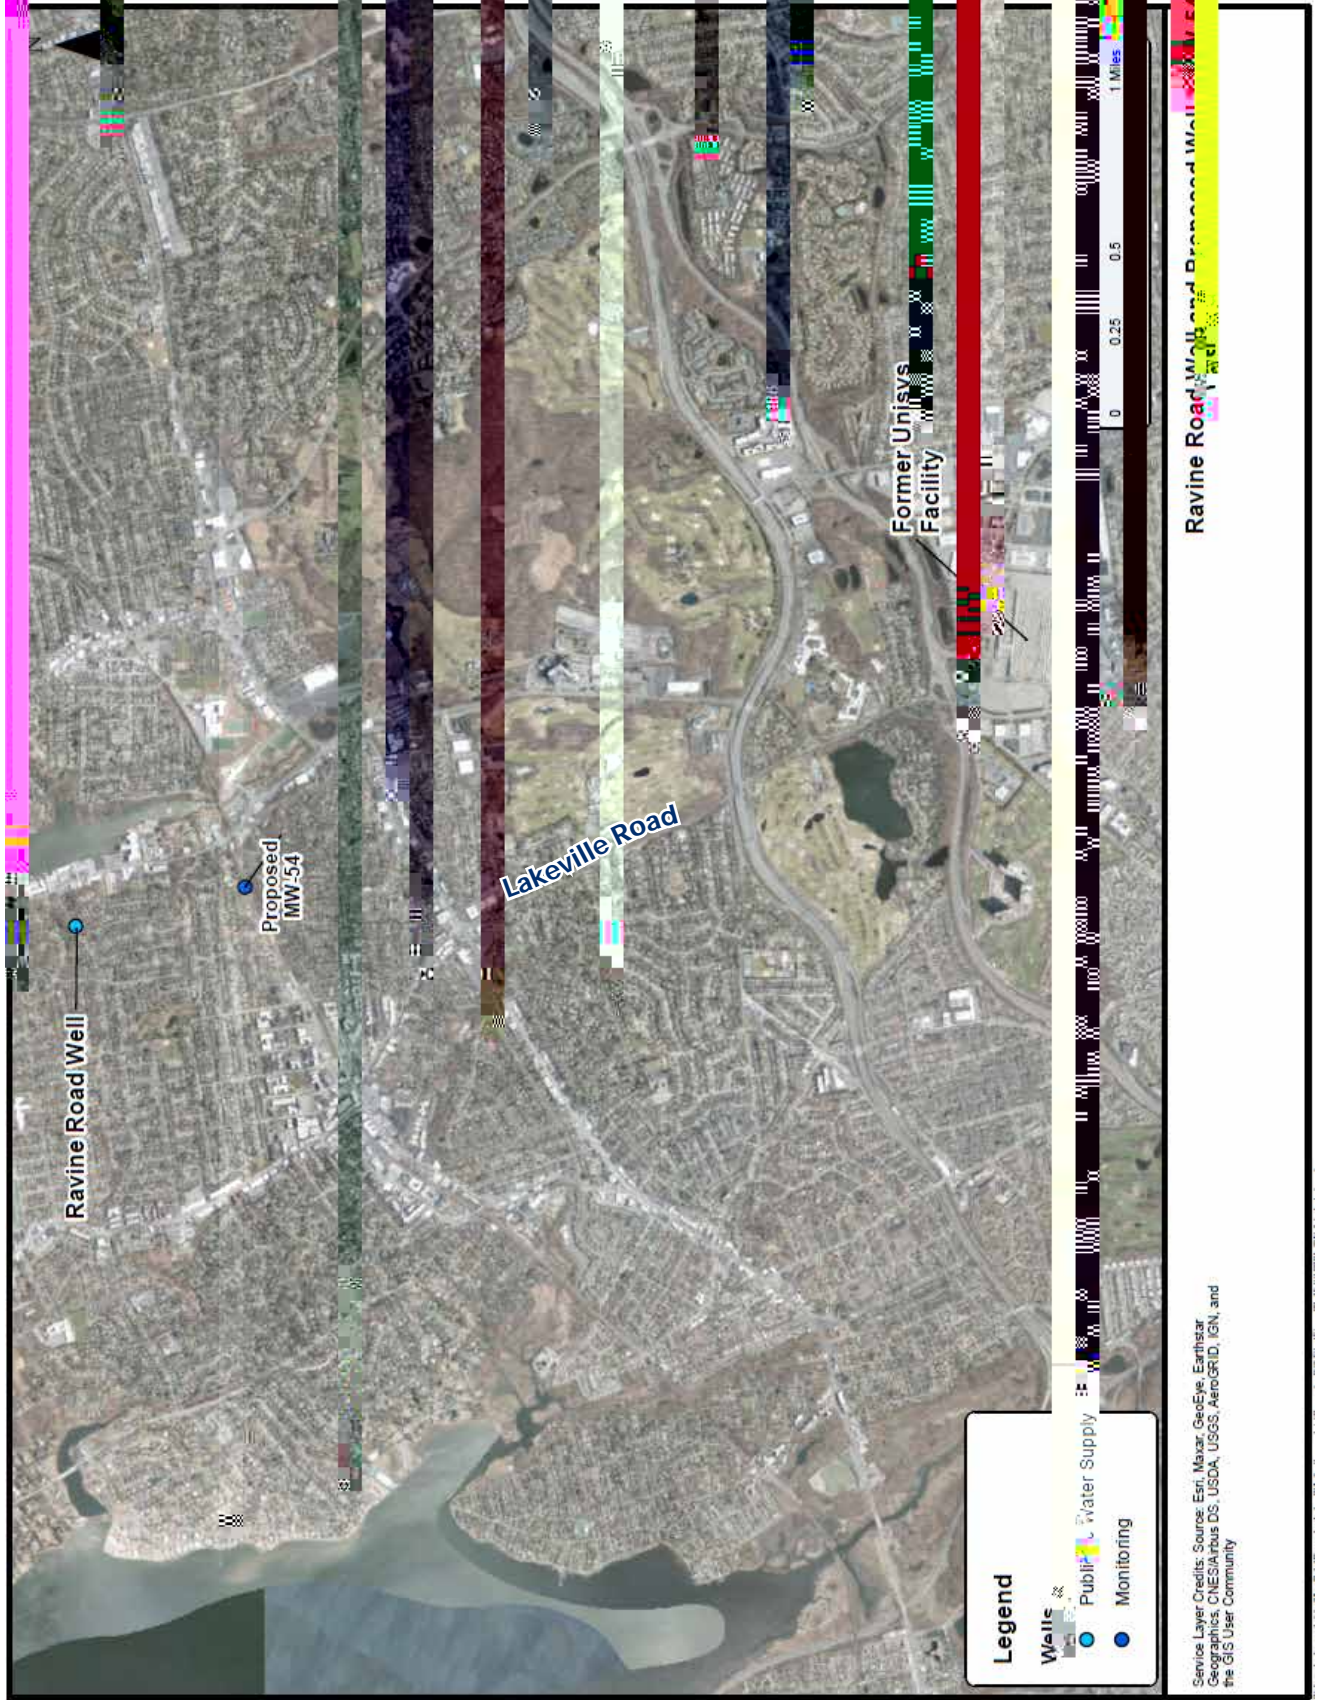 N
Ravine Road Well
Proposed
MW-54
Lakeville Road
Former Unisys
Facility
Legend
Wells
Public Water Supply
Monitoring
0 0.25 0.5 1 Miles
Ravine Road Well and Proposed Well
Service Layer Credits: Source: Esri, Maxar, GeoEye, Earthstar
Geographics, CNES/Airbus DS, USDA, USGS, AeroGRID, IGN, and
the GIS User Community